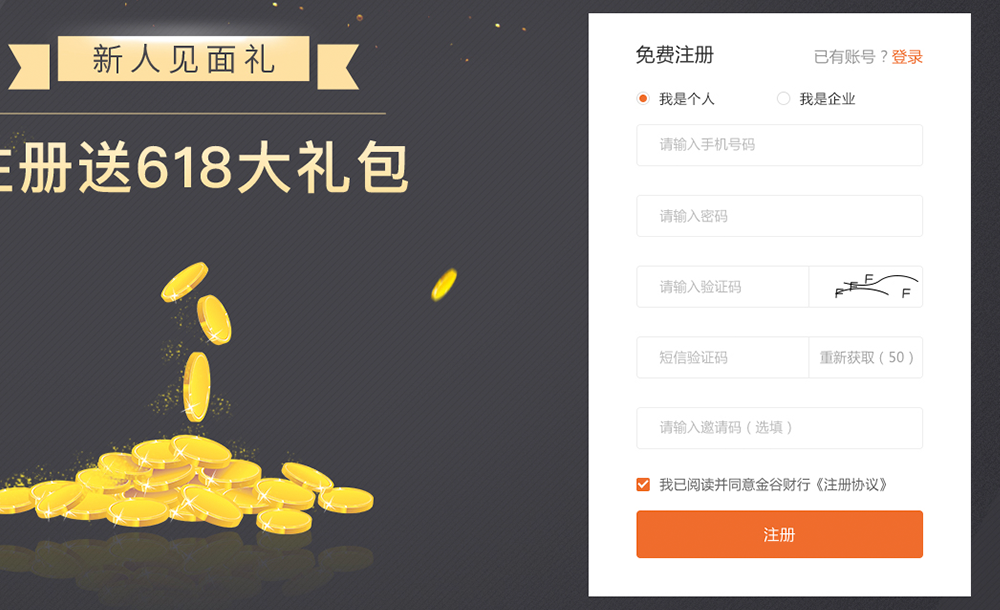 新人见面礼
注册送618大礼包
免费注册
已有账号？登录
我是个人
我是企业
请输入手机号码
请输入密码
请输入验证码
F F F F
短信验证码
重新获取（50）
请输入邀请码（选填）
我已阅读并同意金谷财行《注册协议》
注册